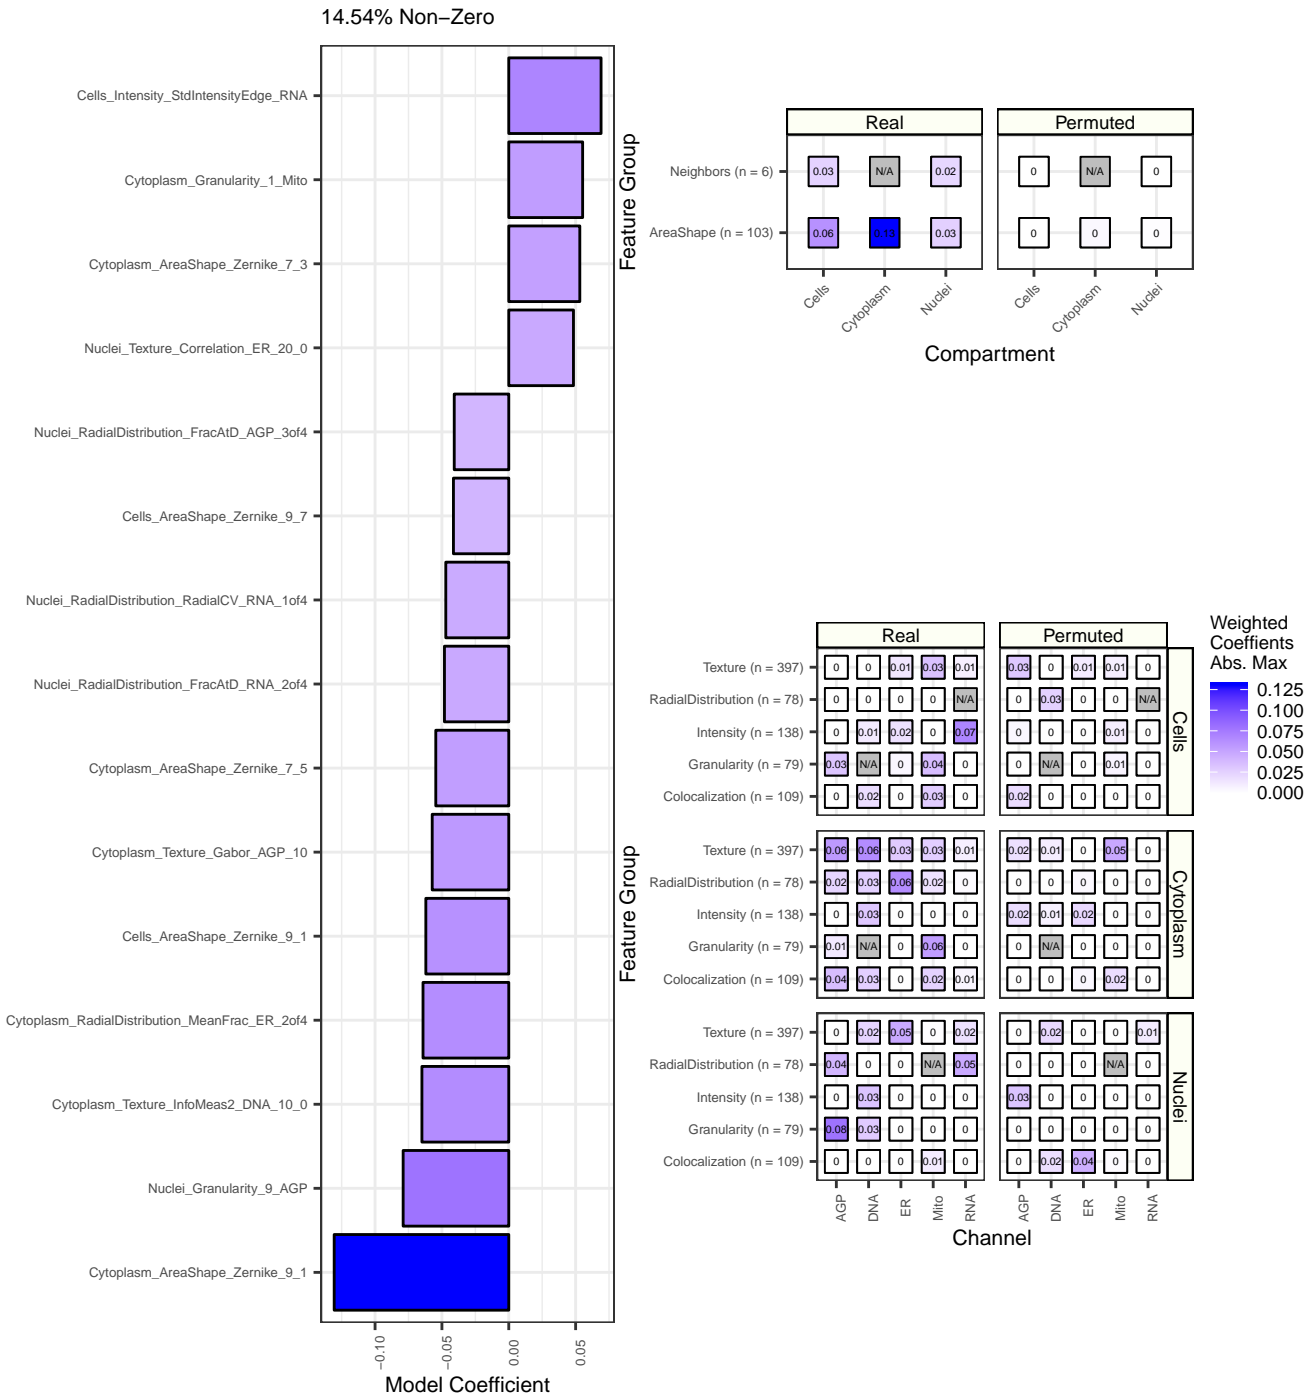 14.54% Non−Zero
Cells_Intensity_StdIntensityEdge_RNA
Cytoplasm_Granularity_1_Mito
Cytoplasm_AreaShape_Zernike_7_3
Nuclei_Texture_Correlation_ER_20_0
Nuclei_RadialDistribution_FracAtD_AGP_3of4
Cells_AreaShape_Zernike_9_7
Nuclei_RadialDistribution_RadialCV_RNA_1of4
Nuclei_RadialDistribution_FracAtD_RNA_2of4
Cytoplasm_AreaShape_Zernike_7_5
Cytoplasm_Texture_Gabor_AGP_10
Cells_AreaShape_Zernike_9_1
Cytoplasm_RadialDistribution_MeanFrac_ER_2of4
Cytoplasm_Texture_InfoMeas2_DNA_10_0
Nuclei_Granularity_9_AGP
Cytoplasm_AreaShape_Zernike_9_1
−0.10 −0.05 0.00 0.05
Model Coefficient
Feature Group
Real Permuted
Neighbors (n = 6) 0.03 N/A 0.02 0 N/A 0
AreaShape (n = 103) 0.06 0.13 0.03 0 0 0
Cells Cytoplasm Nuclei Cells Cytoplasm Nuclei
Compartment
Feature Group
Real Permuted
Texture (n = 397) 0 0 0.01 0.03 0.01 0.03 0 0.01 0.01 0
RadialDistribution (n = 78) 0 0 0 0 N/A 0 0.03 0 0 N/A
Intensity (n = 138) 0 0.01 0.02 0 0.07 0 0 0 0.01 0
Granularity (n = 79) 0.03 N/A 0 0.04 0 0 N/A 0 0.01 0
Colocalization (n = 109) 0 0.02 0 0.03 0 0.02 0 0 0 0
Cells
Texture (n = 397) 0.06 0.06 0.03 0.03 0.01 0.02 0.01 0 0.05 0
RadialDistribution (n = 78) 0.02 0.03 0.06 0.02 0 0 0 0 0 0
Intensity (n = 138) 0 0.03 0 0 0 0.02 0.01 0.02 0 0
Granularity (n = 79) 0.01 N/A 0 0.06 0 0 N/A 0 0 0
Colocalization (n = 109) 0.04 0.03 0 0.02 0.01 0 0 0 0.02 0
Cytoplasm
Texture (n = 397) 0 0.02 0.05 0 0.02 0 0.02 0 0 0.01
RadialDistribution (n = 78) 0.04 0 0 N/A 0.05 0 0 0 N/A 0
Intensity (n = 138) 0 0.03 0 0 0 0.03 0 0 0 0
Granularity (n = 79) 0.08 0.03 0 0 0 0 0 0 0 0
Colocalization (n = 109) 0 0 0 0.01 0 0 0.02 0.04 0 0
Nuclei
AGP DNA ER Mito RNA AGP DNA ER Mito RNA
Channel
Weighted
Coeffients
Abs. Max
0.125
0.100
0.075
0.050
0.025
0.000